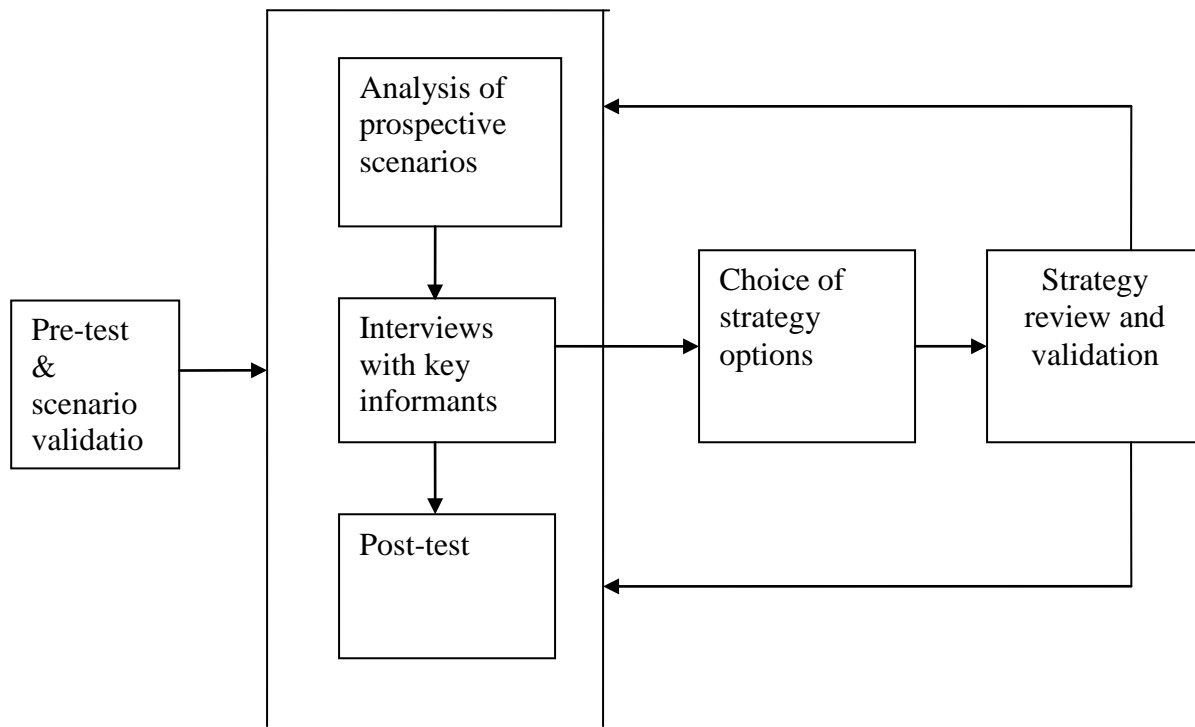 Analysis of
prospective
scenarios
Pre-test
&
scenario
validatio
Interviews
with key
informants
Choice of
strategy
options
Strategy
review and
validation
Post-test